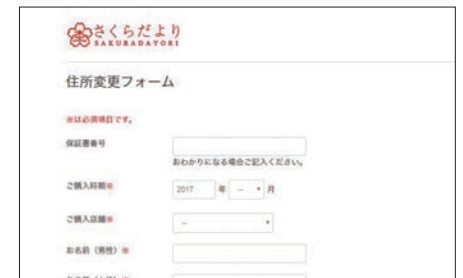 さくらだより
SAKURADAYORI
住所変更フォーム
※は必須項目です。
保証書番号
おわかりになる場合ご記入ください。
ご購入時期※
2017 年 -- 月
ご購入店舗※
--
お名前（男性）※